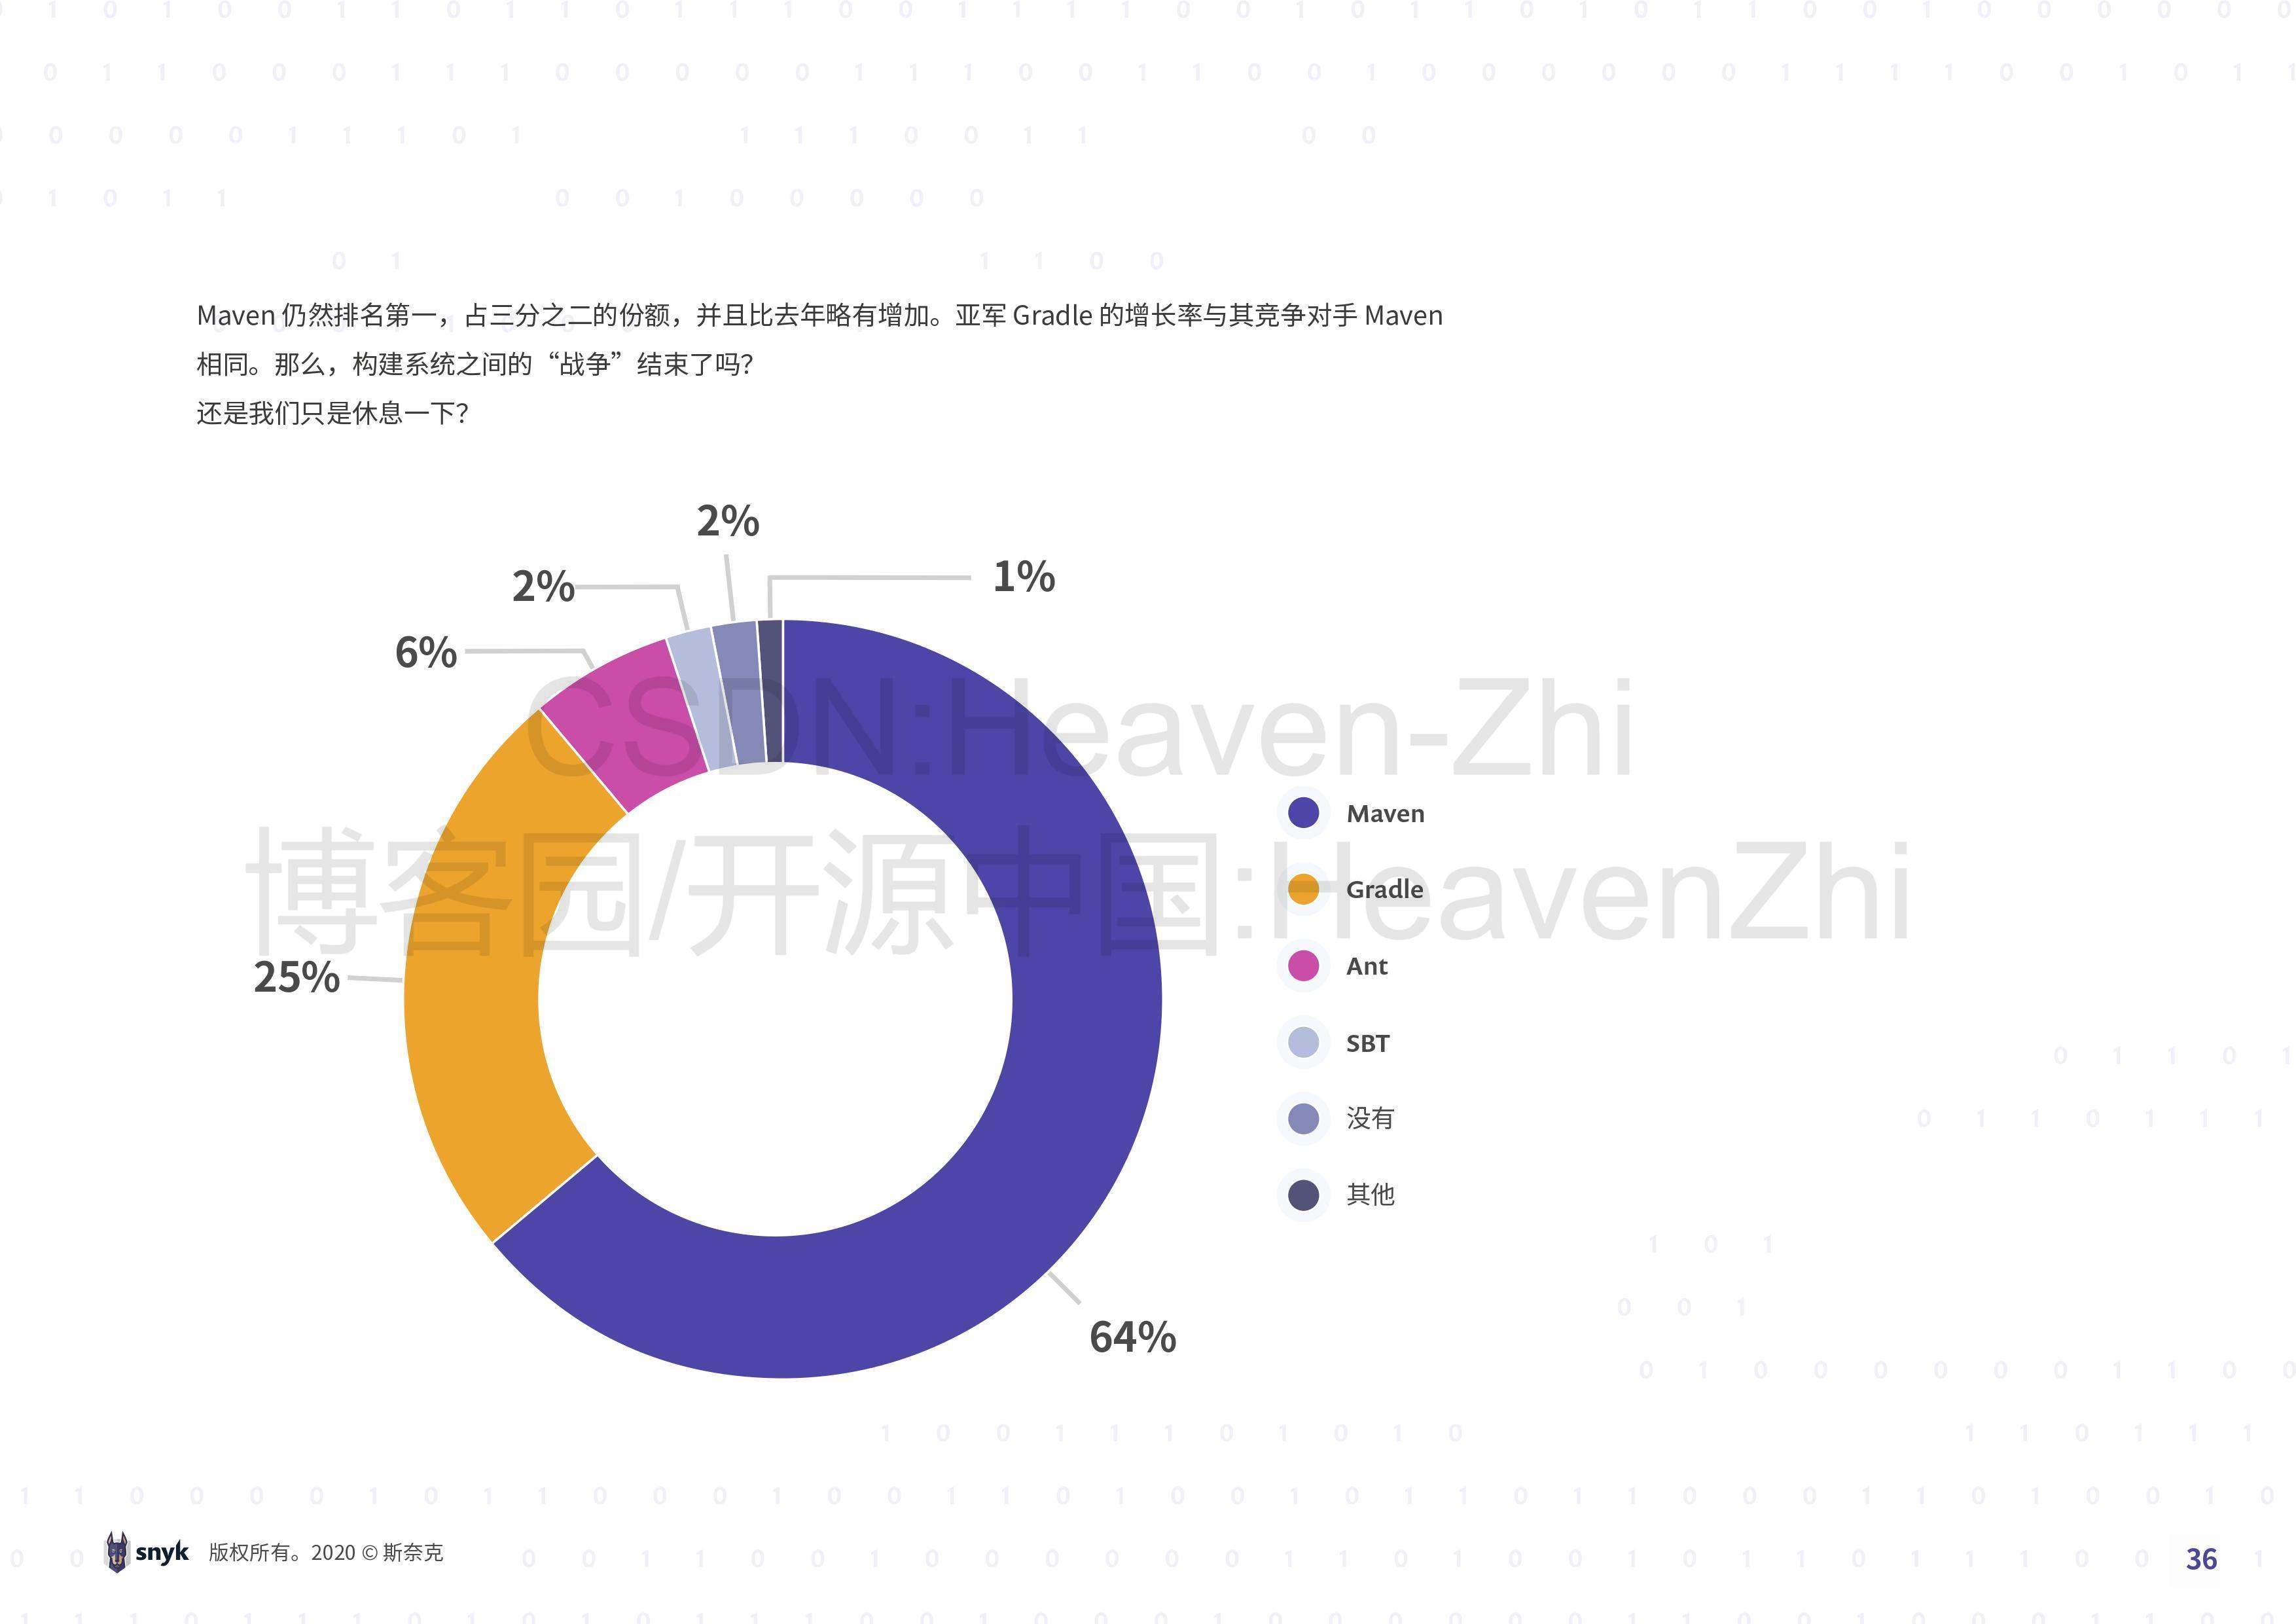 Maven 仍然排名第一，占三分之二的份额，并且比去年略有增加。亚军 Gradle 的增长率与其竞争对手 Maven
相同。那么，构建系统之间的“战争”结束了吗？
还是我们只是休息一下？
2%
2%
1%
6%
25%
64%
CSDN:Heaven-Zhi
博客园/开源中国:HeavenZhi
Maven
Gradle
Ant
SBT
没有
其他
snyk 版权所有。2020 © 斯奈克
36